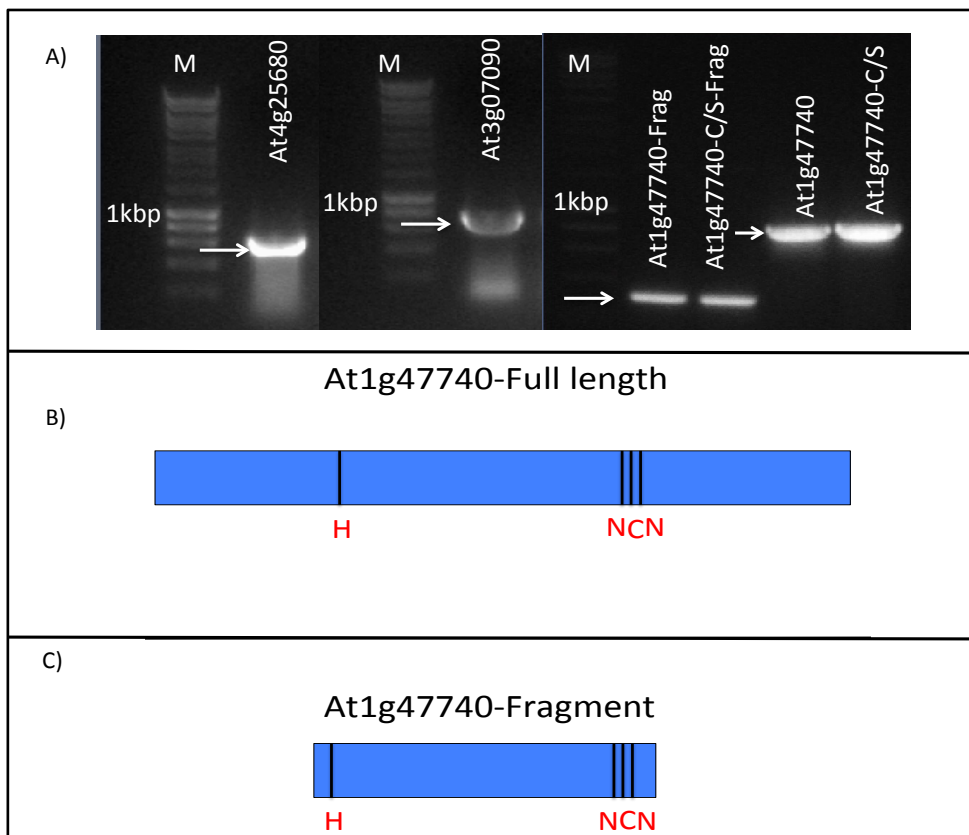 A)
M
At4g25680
1kbp
M
At3g07090
1kbp
M
At1g47740-Frag
At1g47740-C/S-Frag
At1g47740
At1g47740-C/S
1kbp
At1g47740-Full length
B)
H
NCN
C)
At1g47740-Fragment
H
NCN